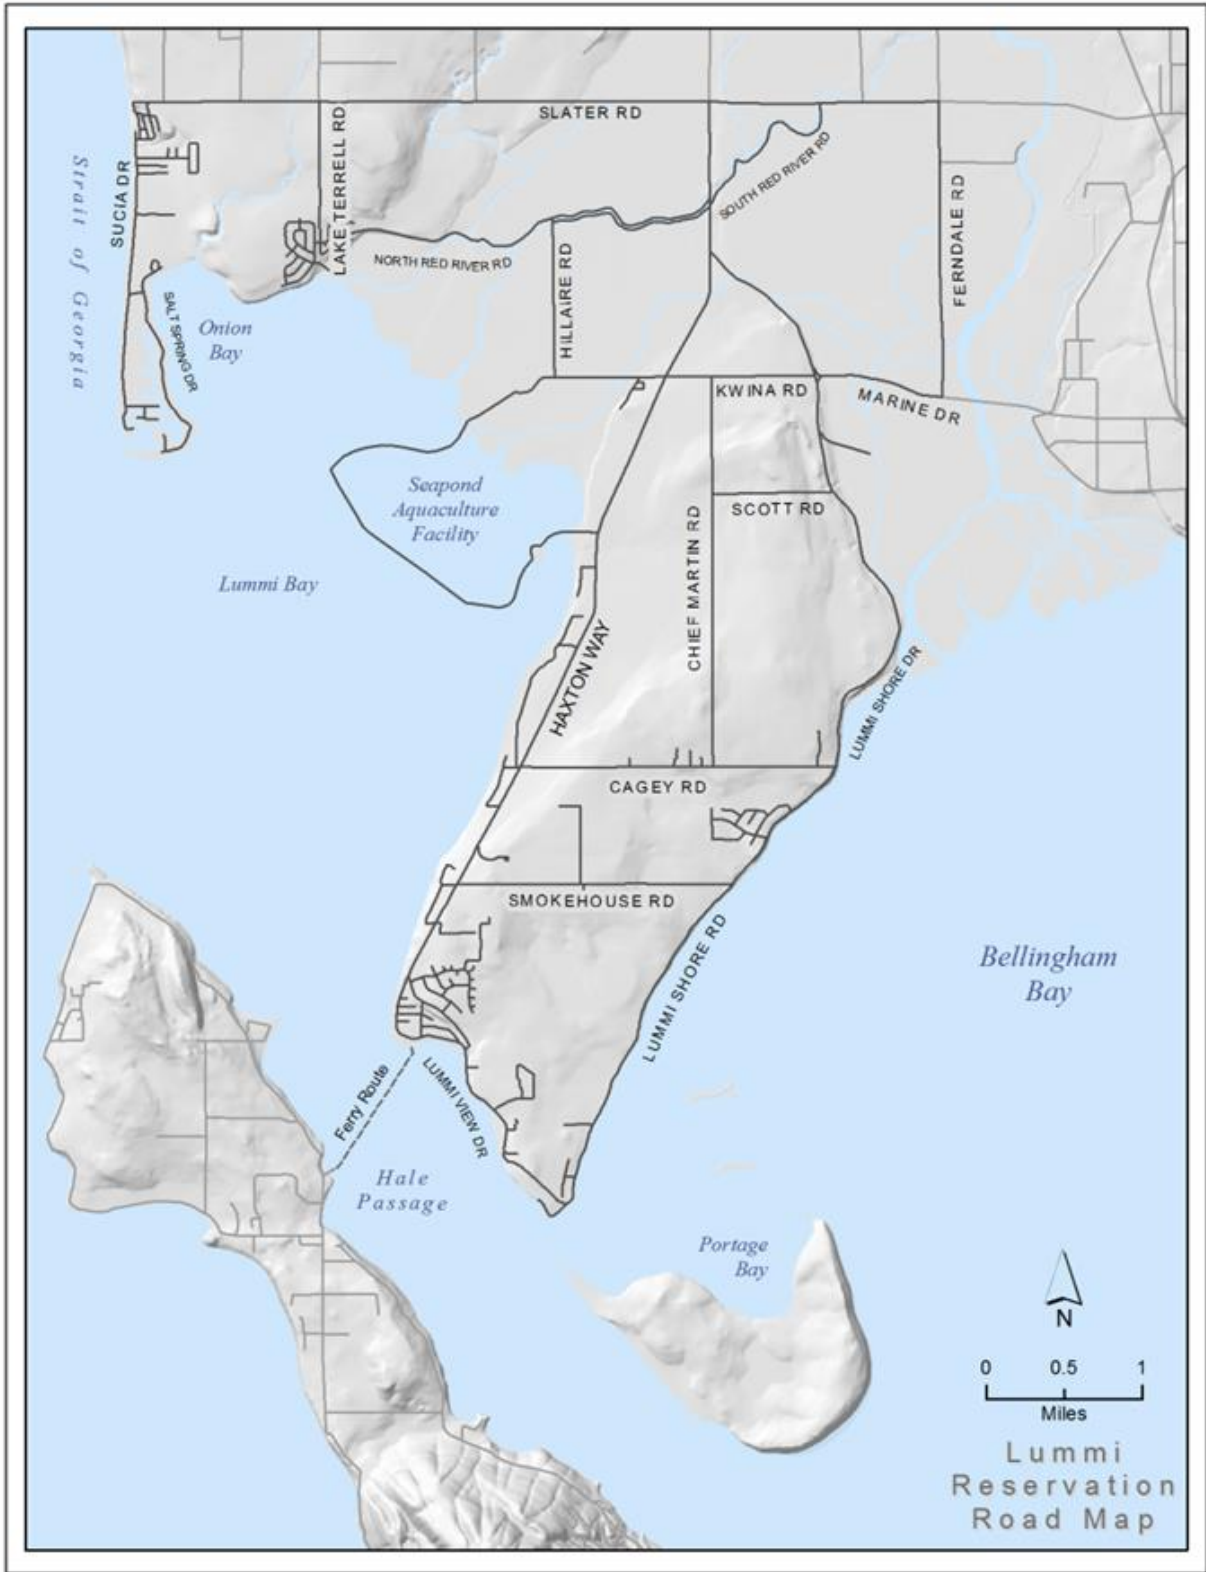 SLATER RD
LAKE TERRELL RD
SOUTH RED RIVER RD
Strait of Georgia
SUCIA DR
FERNDALE RD
NORTH RED RIVER RD
HILLAIRE RD
SALT SPRING DR
Onion
Bay
KWINA RD
MARINE DR
Seapond
Aquaculture
Facility
SCOTT RD
CHIEF MARTIN RD
Lummi Bay
HAXTON WAY
LUMMI SHORE DR
CAGEY RD
SMOKEHOUSE RD
LUMMI SHORE RD
Bellingham
Bay
Ferry Route
LUMMI VIEW DR
Hale
Passage
Portage
Bay
N
0 0.5 1
Miles
Lummi
Reservation
Road Map